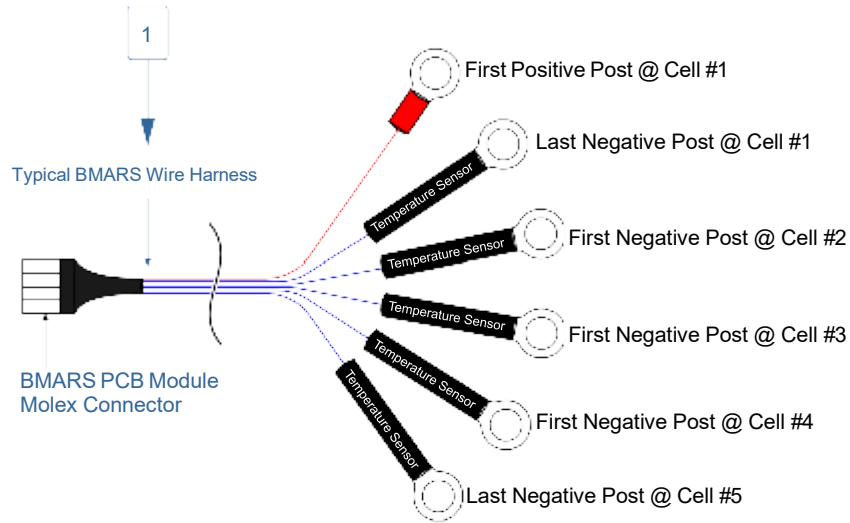 1
First Positive Post @ Cell #1
Last Negative Post @ Cell #1
Typical BMARS Wire Harness
Temperature Sensor
First Negative Post @ Cell #2
Temperature Sensor
Temperature Sensor
First Negative Post @ Cell #3
BMARS PCB Module
Molex Connector
Temperature Sensor
First Negative Post @ Cell #4
Temperature Sensor
Last Negative Post @ Cell #5